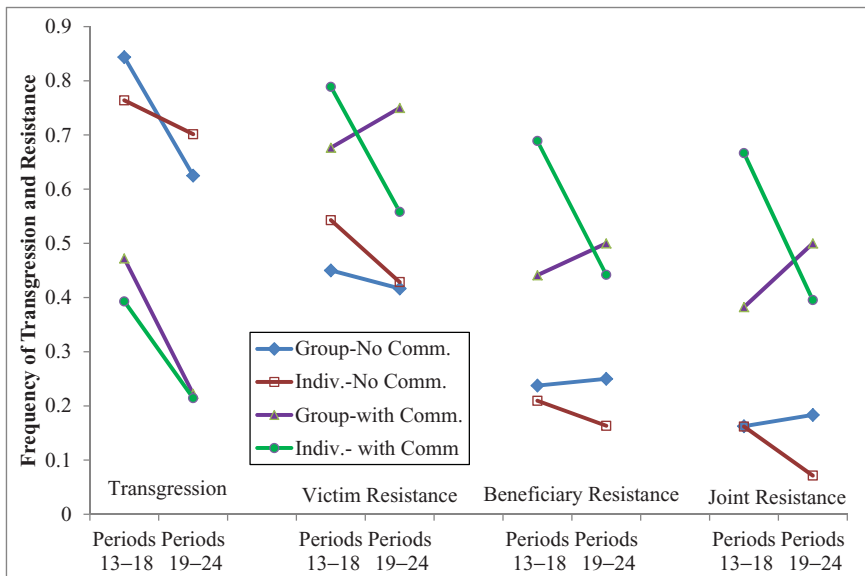 Frequency of Transgression and Resistance
0.9
0.8
0.7
0.6
0.5
0.4
0.3
0.2
0.1
0
Group-No Comm.
Indiv.-No Comm.
Group-with Comm.
Indiv.- with Comm
Transgression
Victim Resistance
Beneficiary Resistance
Joint Resistance
Periods Periods Periods Periods Periods Periods Periods Periods
13–18 19–24 13–18 19–24 13–18 19–24 13–18 19–24